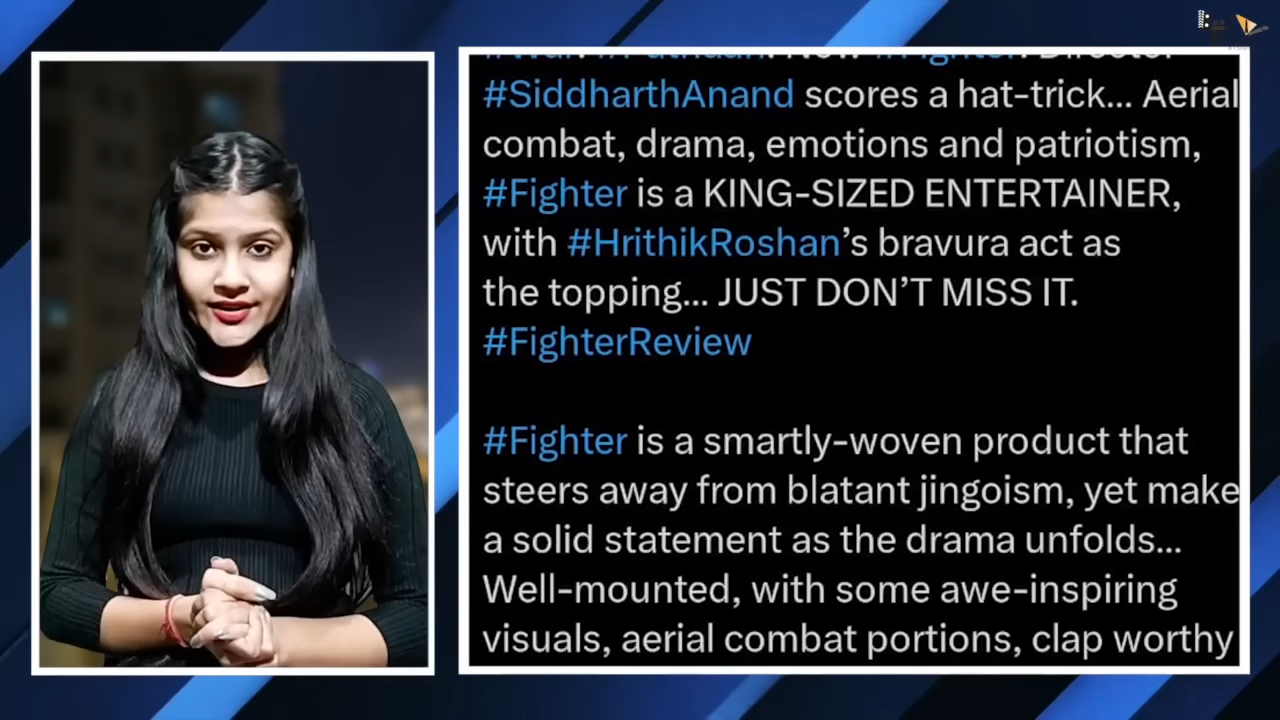 #SiddharthAnand scores a hat-trick... Aerial
combat, drama, emotions and patriotism,
#Fighter is a KING-SIZED ENTERTAINER,
with #HrithikRoshan’s bravura act as
the topping... JUST DON’T MISS IT.
#FighterReview
#Fighter is a smartly-woven product that
steers away from blatant jingoism, yet make
a solid statement as the drama unfolds...
Well-mounted, with some awe-inspiring
visuals, aerial combat portions, clap worthy